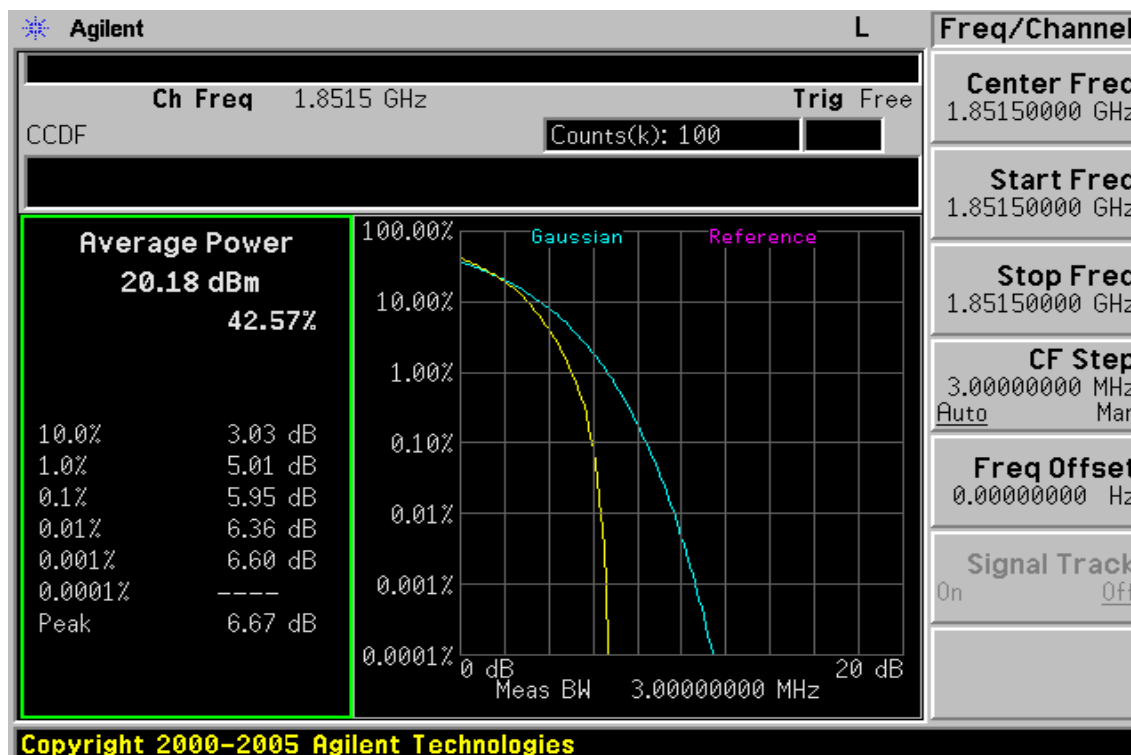 Agilent L Freq/Channel
Ch Freq 1.8515 GHz Trig Free
CCDF Counts(k): 100
Average Power
20.18 dBm
42.57%
10.0% 3.03 dB
1.0% 5.01 dB
0.1% 5.95 dB
0.01% 6.36 dB
0.001% 6.60 dB
0.0001% ----
Peak 6.67 dB
Gaussian Reference
100.00%
10.00%
1.00%
0.10%
0.01%
0.001%
0.0001%
0 dB 20 dB
Meas BW 3.00000000 MHz
Center Freq
1.85150000 GHz
Start Freq
1.85150000 GHz
Stop Freq
1.85150000 GHz
CF Step
3.00000000 MHz
Auto Man
Freq Offset
0.00000000 Hz
Signal Track
On Off
Copyright 2000-2005 Agilent Technologies